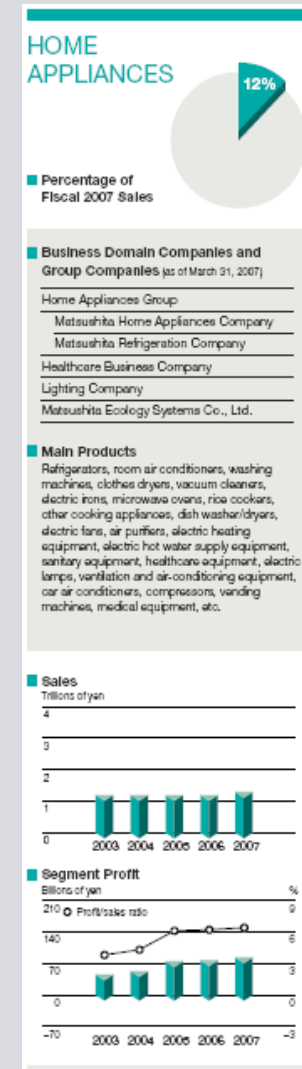 HOME
APPLIANCES
12%
Percentage of
Fiscal 2007 Sales
Business Domain Companies and
Group Companies (as of March 31, 2007)
Home Appliances Group
Matsushita Home Appliances Company
Matsushita Refrigeration Company
Healthcare Business Company
Lighting Company
Matsushita Ecology Systems Co., Ltd.
Main Products
Refrigerators, room air conditioners, washing
machines, clothes dryers, vacuum cleaners,
electric irons, microwave ovens, rice cookers,
other cooking appliances, dish washer/dryers,
electric fans, air purifiers, electric heating
equipment, electric hot water supply equipment,
sanitary equipment, healthcare equipment, electric
lamps, ventilation and air-conditioning equipment,
car air conditioners, compressors, vending
machines, medical equipment, etc.
Sales
Trillions of yen
4
3
2
1
0
2003 2004 2005 2006 2007
Segment Profit
Billions of yen %
210 Profit/sales ratio 9
140 6
70 3
0 0
-70 -3
2003 2004 2005 2006 2007